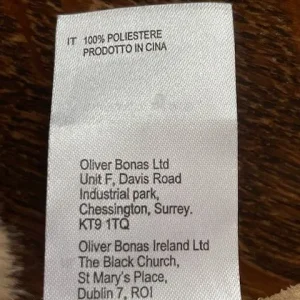 IT 100% POLIESTERE
PRODOTTO IN CINA
Oliver Bonas Ltd
Unit F, Davis Road
Industrial park,
Chessington, Surrey.
KT9 1TQ
Oliver Bonas Ireland Ltd
The Black Church,
St Mary's Place,
Dublin 7, ROI